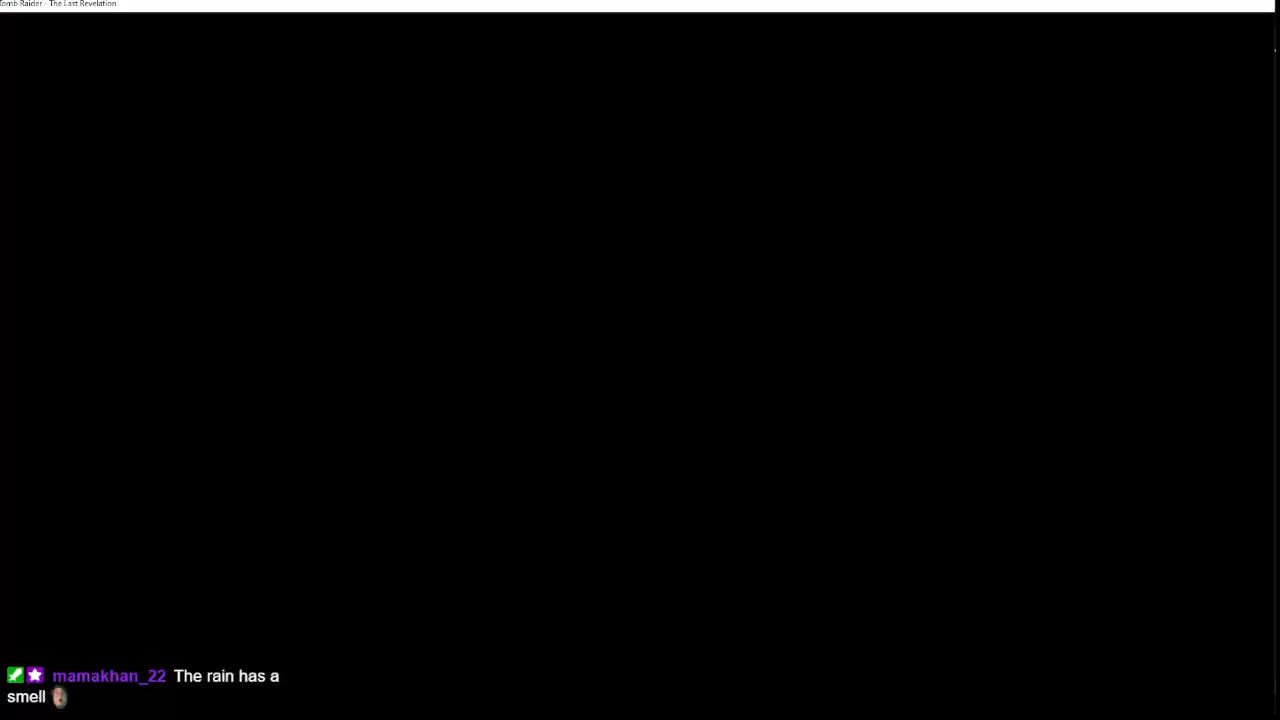 Tomb Raider - The Last Revelation
mamakhan_22 The rain has a
smell